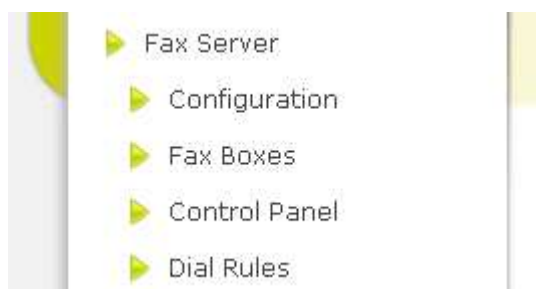 Fax Server
Configuration
Fax Boxes
Control Panel
Dial Rules